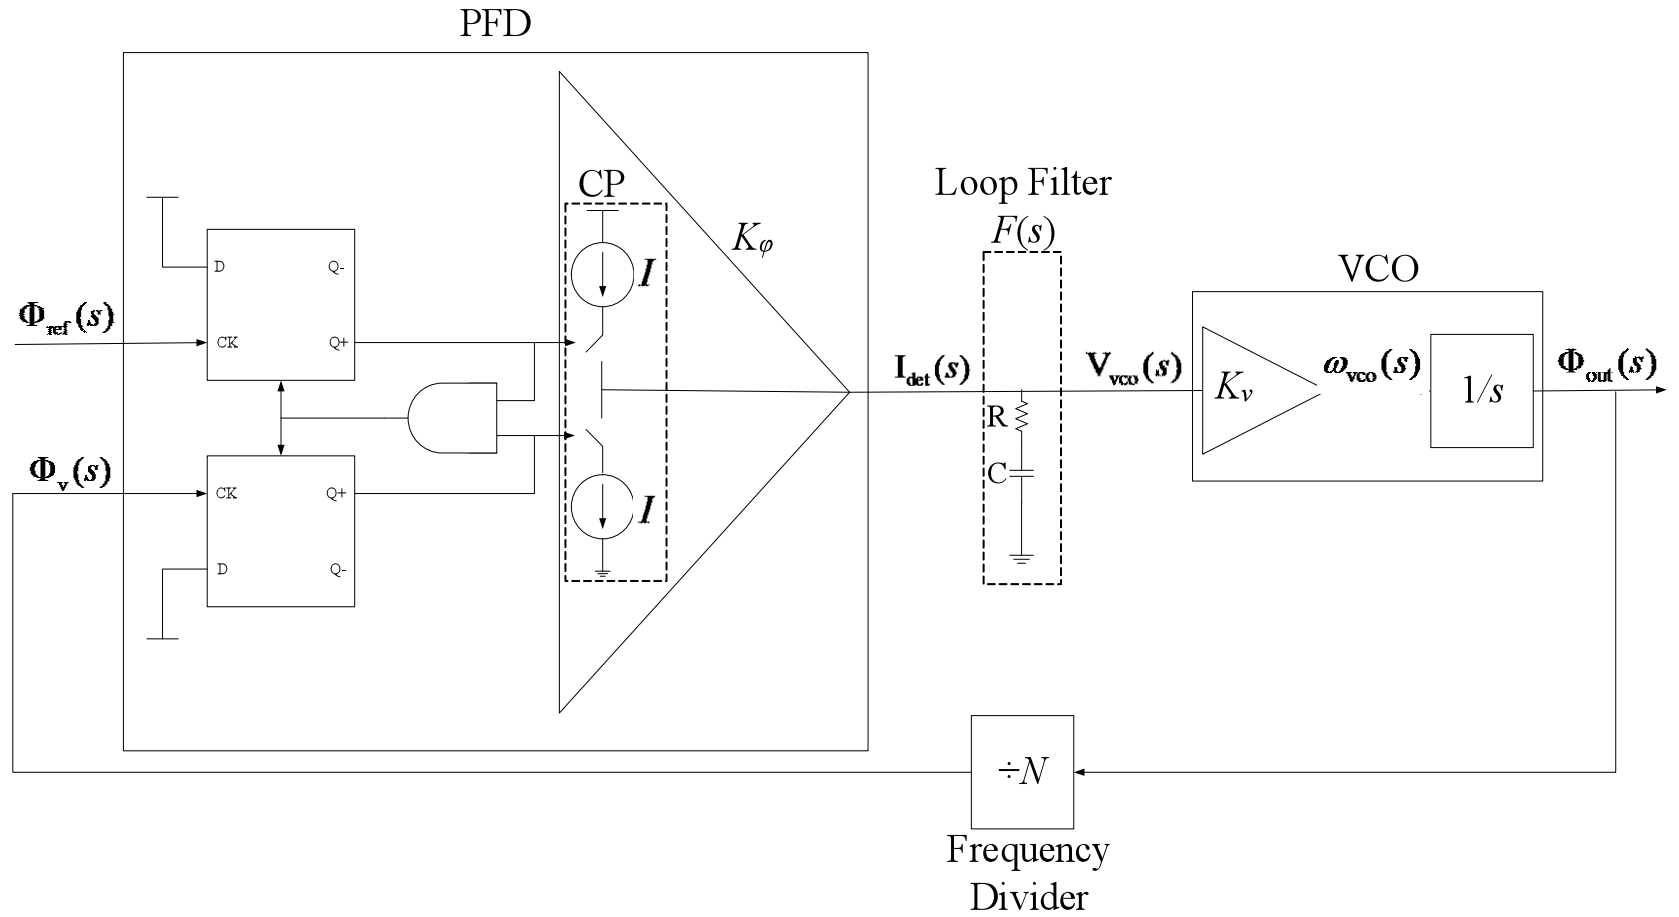 PFD
CP
Loop Filter
F(s)
Kφ
VCO
D
Q-
I
Φref(s)
CK
Q+
Idet(s)
Vvco(s)
Kv
ωvco(s)
1/s
Φout(s)
R
C
Φv(s)
CK
Q+
I
D
Q-
÷N
Frequency
Divider